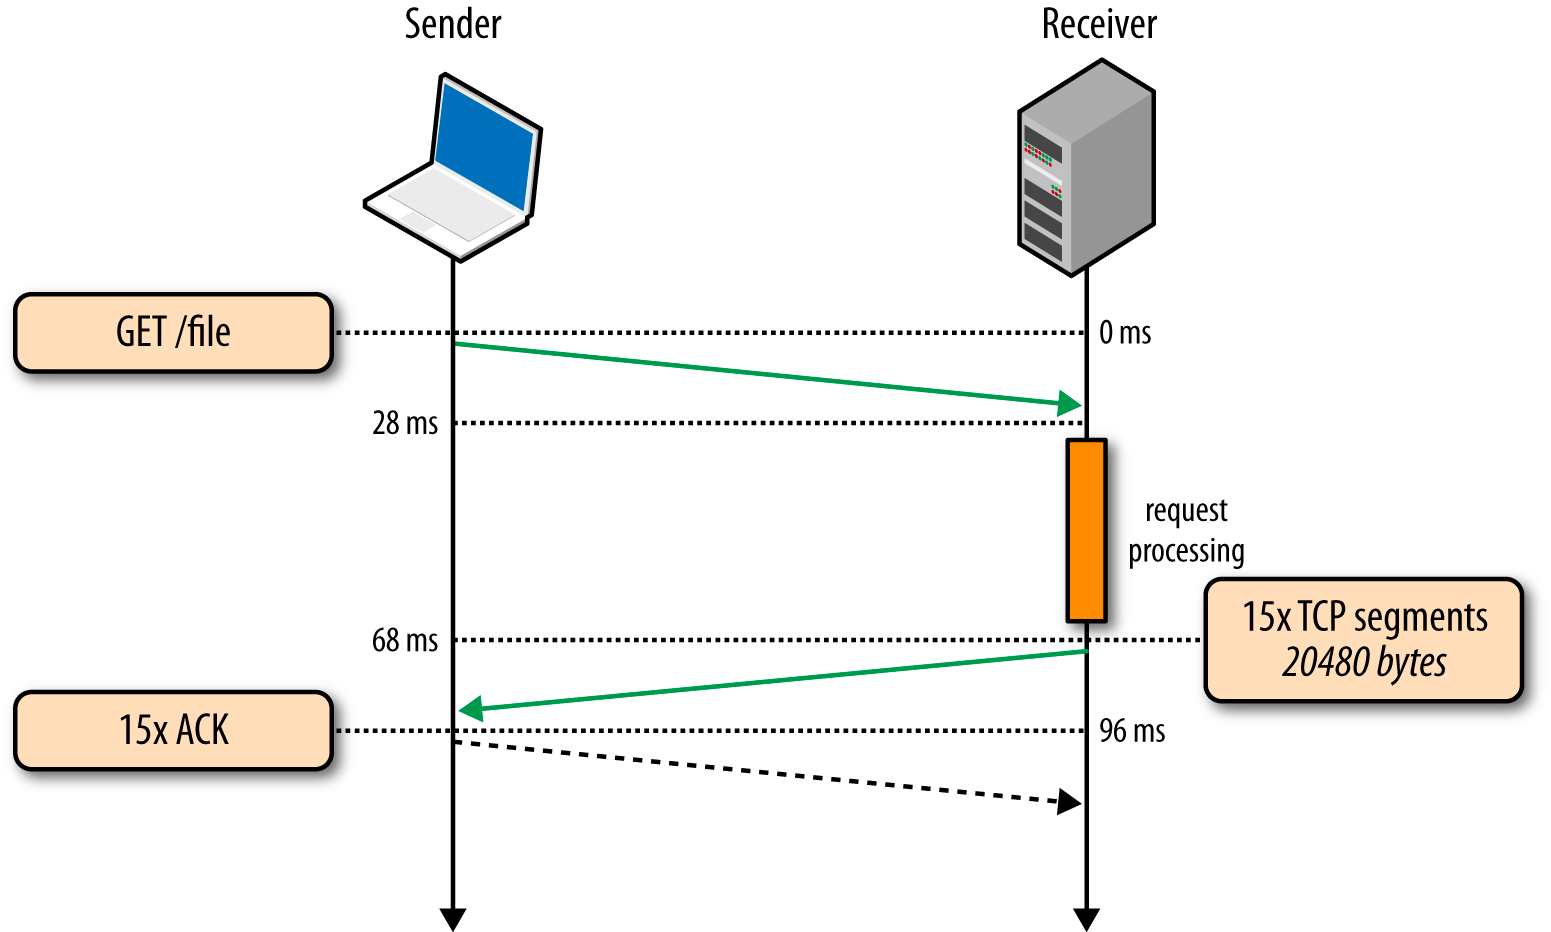 Sender
Receiver
GET /file
0 ms
28 ms
request
processing
68 ms
15x TCP segments
20480 bytes
15x ACK
96 ms